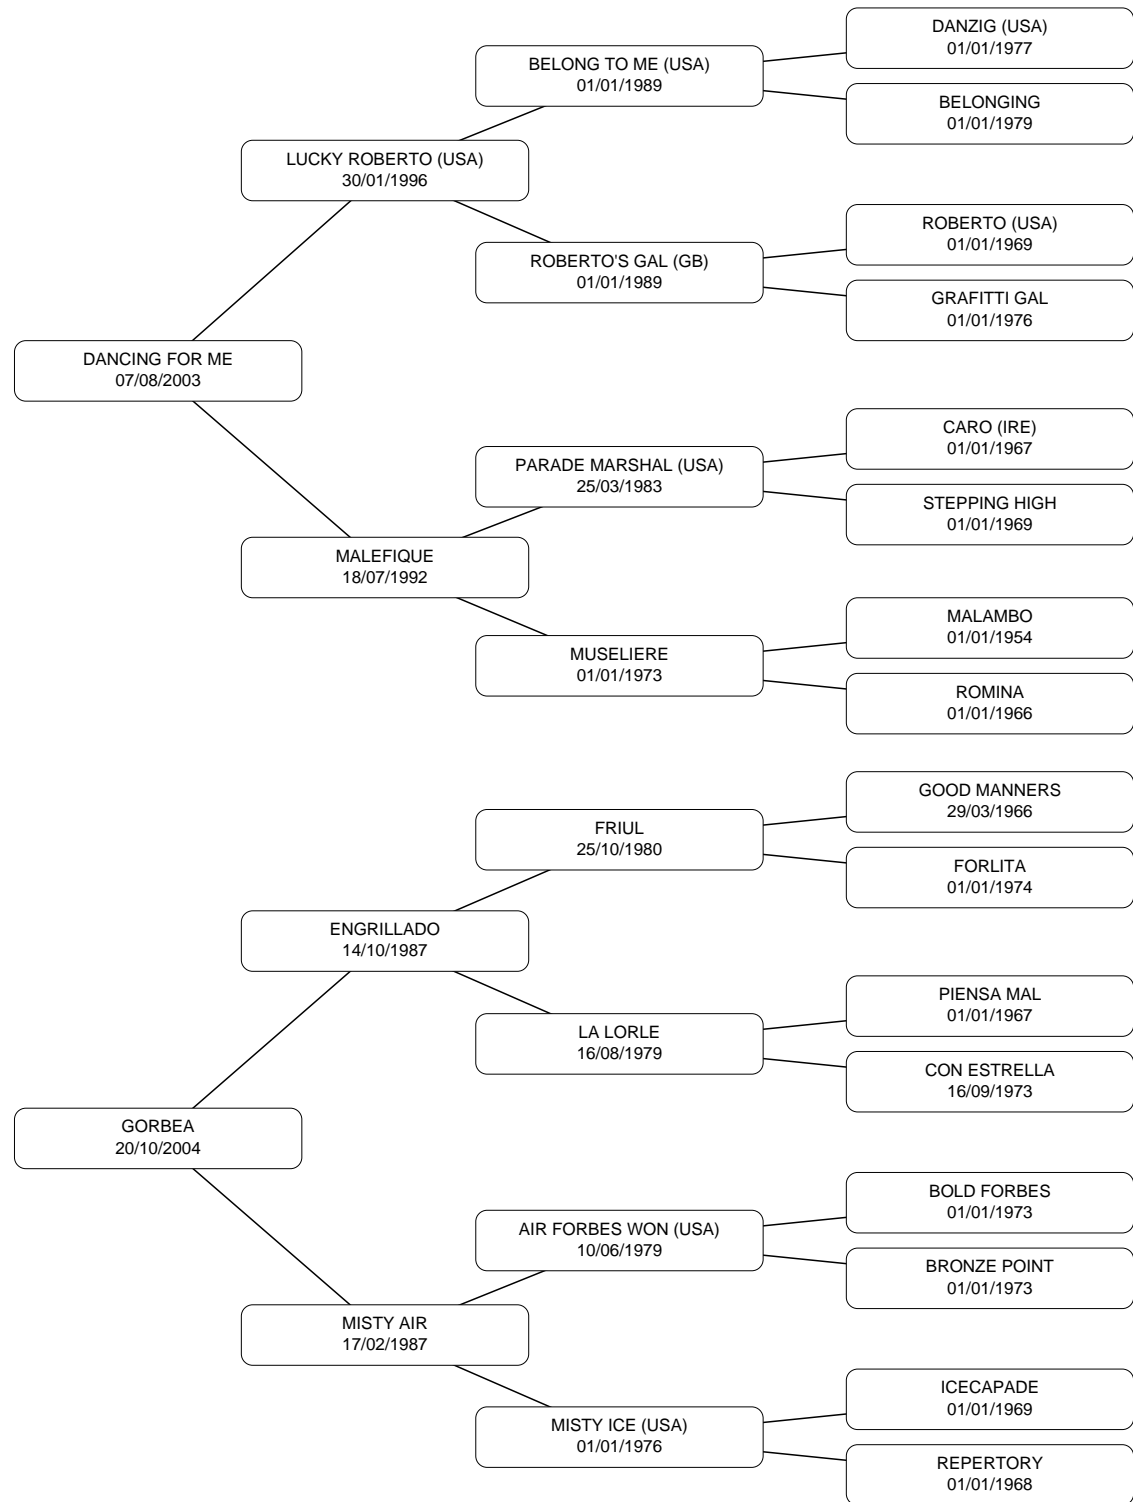 DANZIG (USA)
01/01/1977
BELONG TO ME (USA)
01/01/1989
BELONGING
01/01/1979
LUCKY ROBERTO (USA)
30/01/1996
ROBERTO (USA)
01/01/1969
ROBERTO'S GAL (GB)
01/01/1989
GRAFITTI GAL
01/01/1976
DANCING FOR ME
07/08/2003
CARO (IRE)
01/01/1967
PARADE MARSHAL (USA)
25/03/1983
STEPPING HIGH
01/01/1969
MALEFIQUE
18/07/1992
MALAMBO
01/01/1954
MUSELIERE
01/01/1973
ROMINA
01/01/1966
GOOD MANNERS
29/03/1966
FRIUL
25/10/1980
FORLITA
01/01/1974
ENGRILLADO
14/10/1987
PIENSA MAL
01/01/1967
LA LORLE
16/08/1979
CON ESTRELLA
16/09/1973
GORBEA
20/10/2004
BOLD FORBES
01/01/1973
AIR FORBES WON (USA)
10/06/1979
BRONZE POINT
01/01/1973
MISTY AIR
17/02/1987
ICECAPADE
01/01/1969
MISTY ICE (USA)
01/01/1976
REPERTORY
01/01/1968